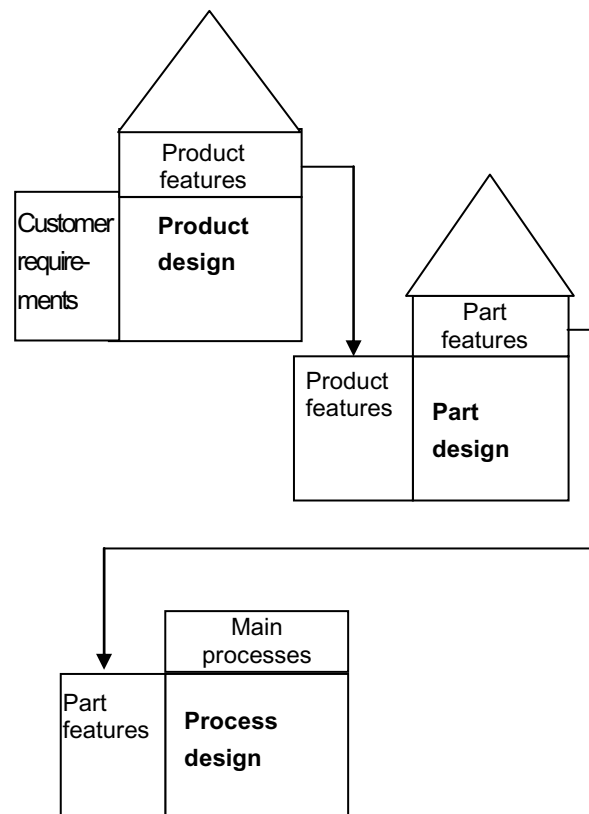 Product
features
Customer
require-
ments
Product
design
Part
features
Product
features
Part
design
Main
processes
Part
features
Process
design